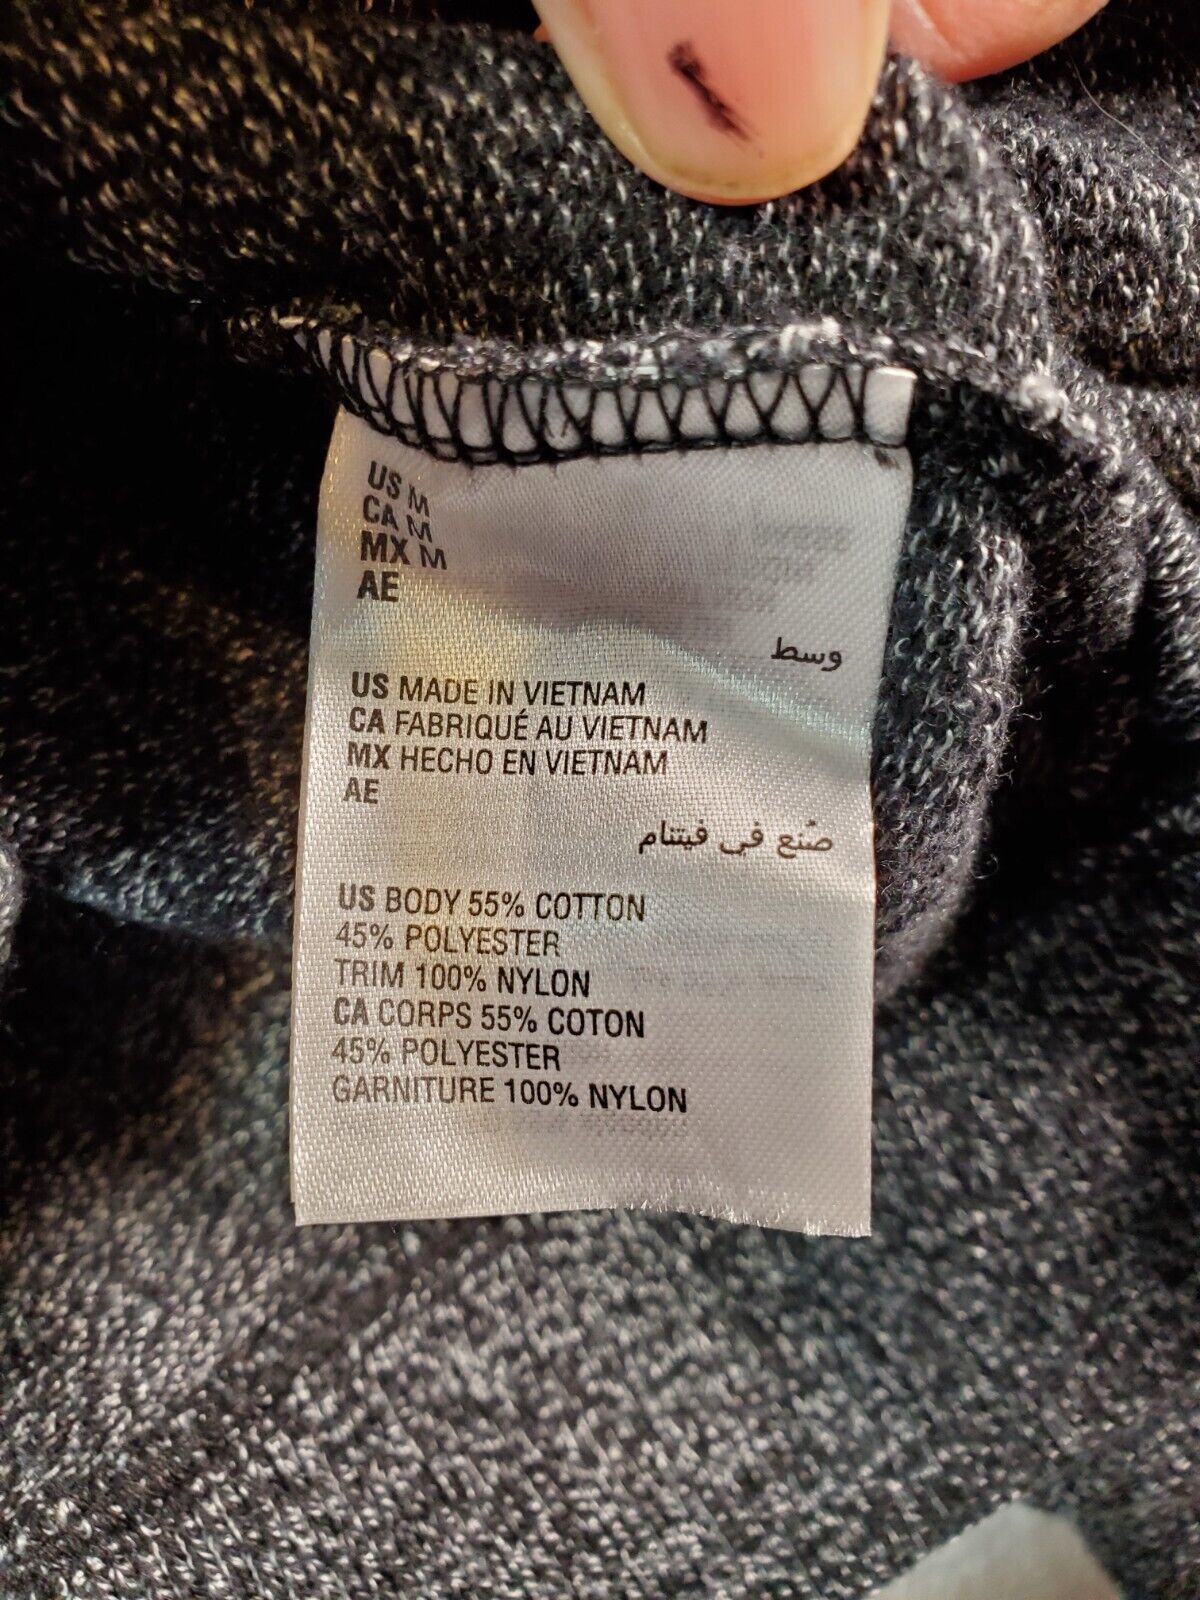 US M
CA M
MX M
AE
وسط
US MADE IN VIETNAM
CA FABRIQUÉ AU VIETNAM
MX HECHO EN VIETNAM
AE
صُنع في فيتنام
US BODY 55% COTTON
45% POLYESTER
TRIM 100% NYLON
CA CORPS 55% COTON
45% POLYESTER
GARNITURE 100% NYLON